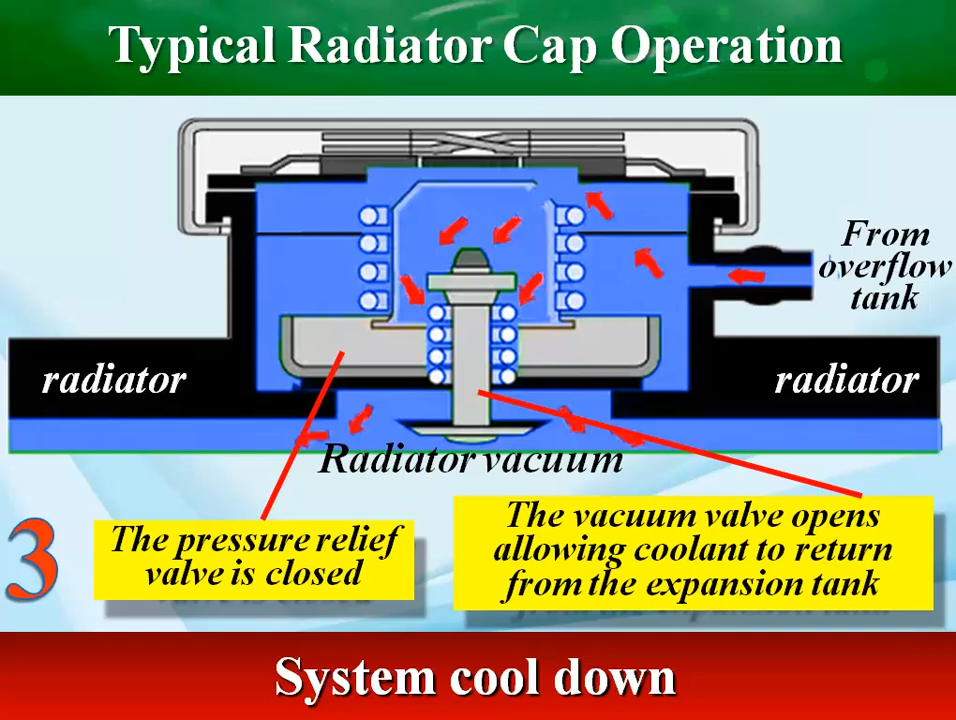 Typical Radiator Cap Operation
From
overflow
tank
radiator
radiator
Radiator vacuum
3
The pressure relief
valve is closed
The vacuum valve opens
allowing coolant to return
from the expansion tank
System cool down